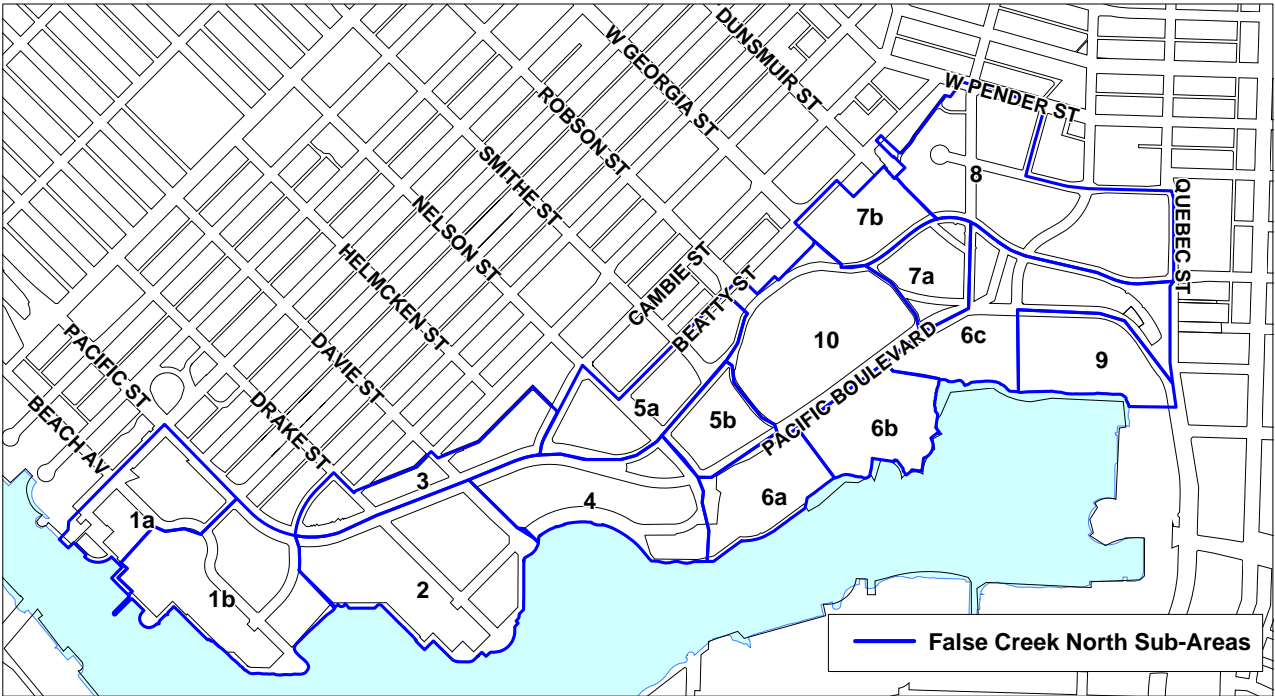 DUNSMUIR ST
W GEORGIA ST
ROBSON ST
SMITHE ST
NELSON ST
HELMCKEN ST
DAVIE ST
DRAKE ST
PACIFIC ST
BEACH AV
CAMBIE ST
BEATTY ST
PACIFIC BOULEVARD
W PENDER ST
QUEBEC ST
8
7b
7a
10
6c
9
5a
5b
6b
6a
3
4
1a
1b
2
False Creek North Sub-Areas